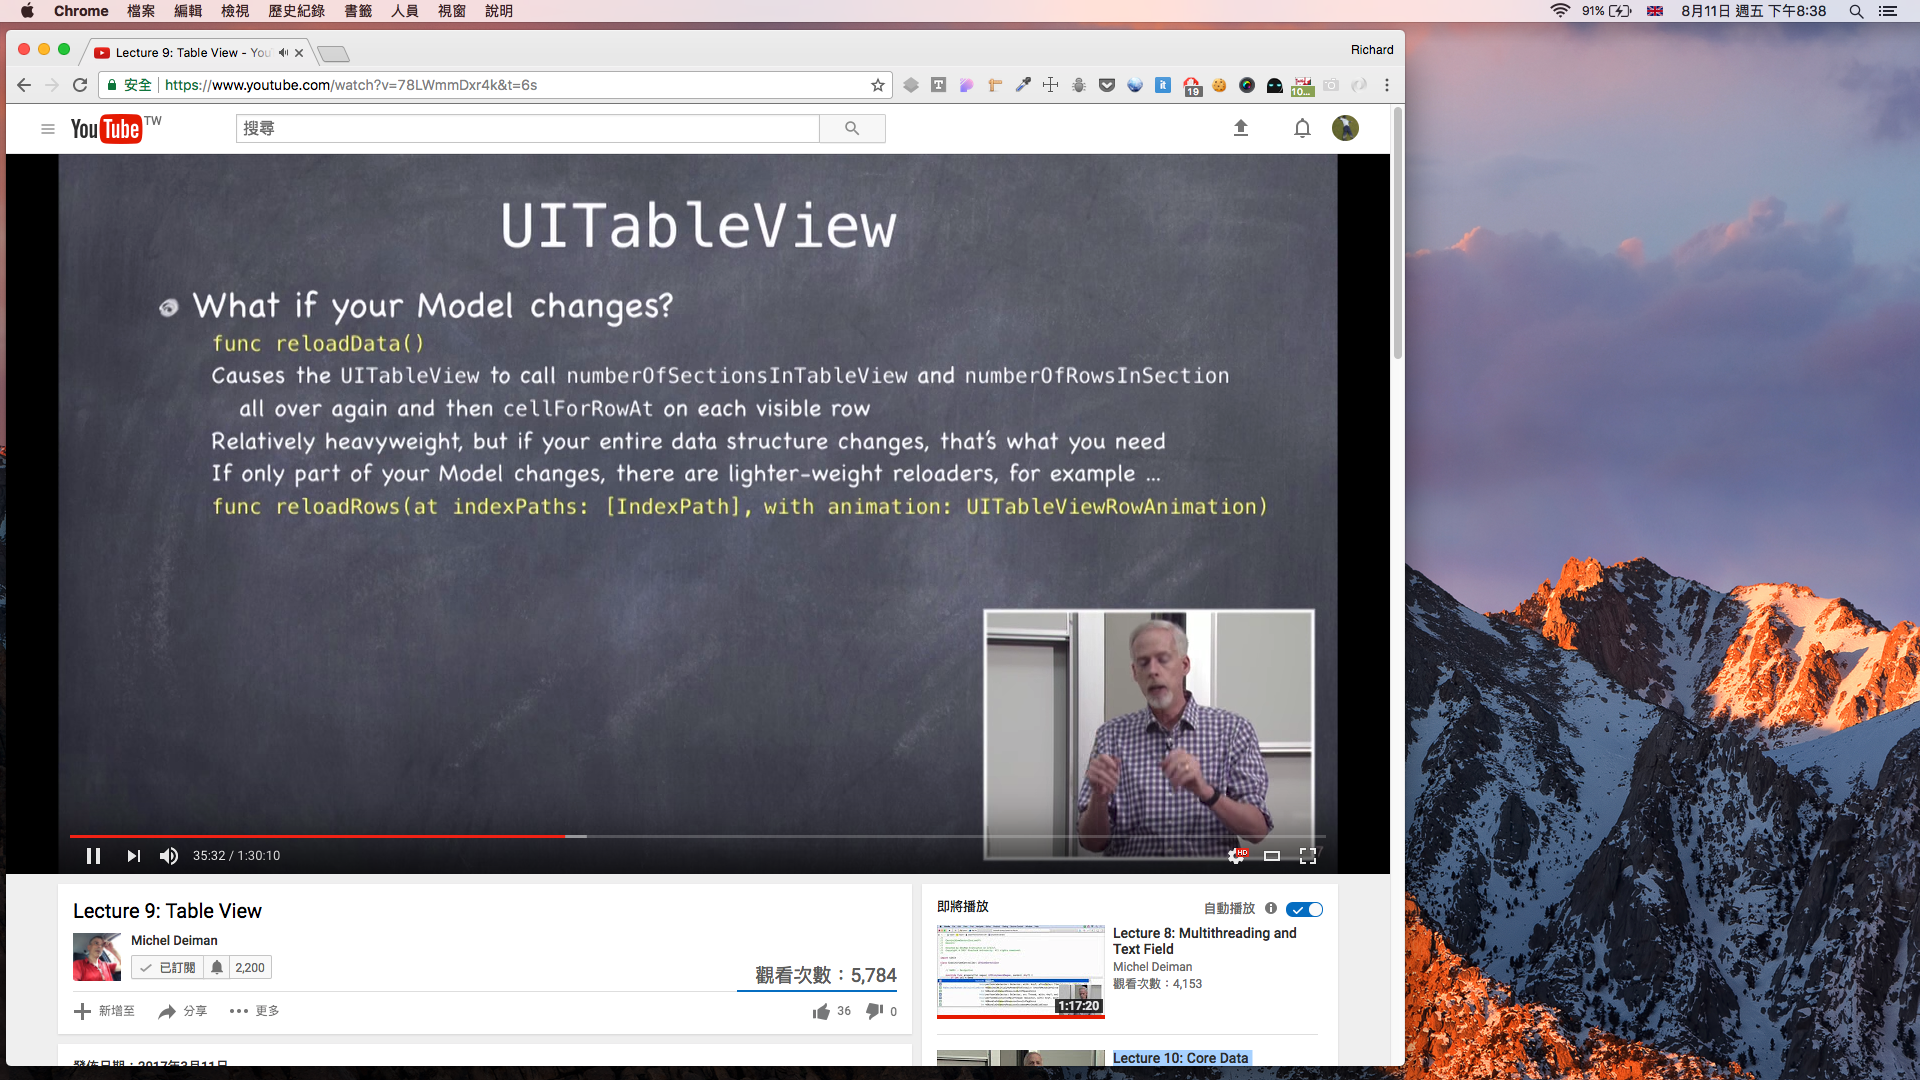 Chrome 檔案 編輯 檢視 歷史紀錄 書籤 人員 視窗 說明 91% 8月11日 週五 下午8:38
Lecture 9: Table View - You
Richard
安全 https://www.youtube.com/watch?v=78LWmmDxr4k&t=6s
T it 19 10...
YouTube TW 搜尋
UITableView
What if your Model changes?
func reloadData()
Causes the UITableView to call numberOfSectionsInTableView and numberOfRowsInSection
all over again and then cellForRowAt on each visible row
Relatively heavyweight, but if your entire data structure changes, that's what you need
If only part of your Model changes, there are lighter-weight reloaders, for example ...
func reloadRows(at indexPaths: [IndexPath], with animation: UITableViewRowAnimation)
35:32 / 1:30:10
HD
Lecture 9: Table View
Michel Deiman
已訂閱 2,200
觀看次數：5,784
新增至 分享 更多
36 0
發佈日期：2017年3月11日
即將播放
自動播放
Lecture 8: Multithreading and
Text Field
Michel Deiman
觀看次數：4,153
1:17:20
Lecture 10: Core Data